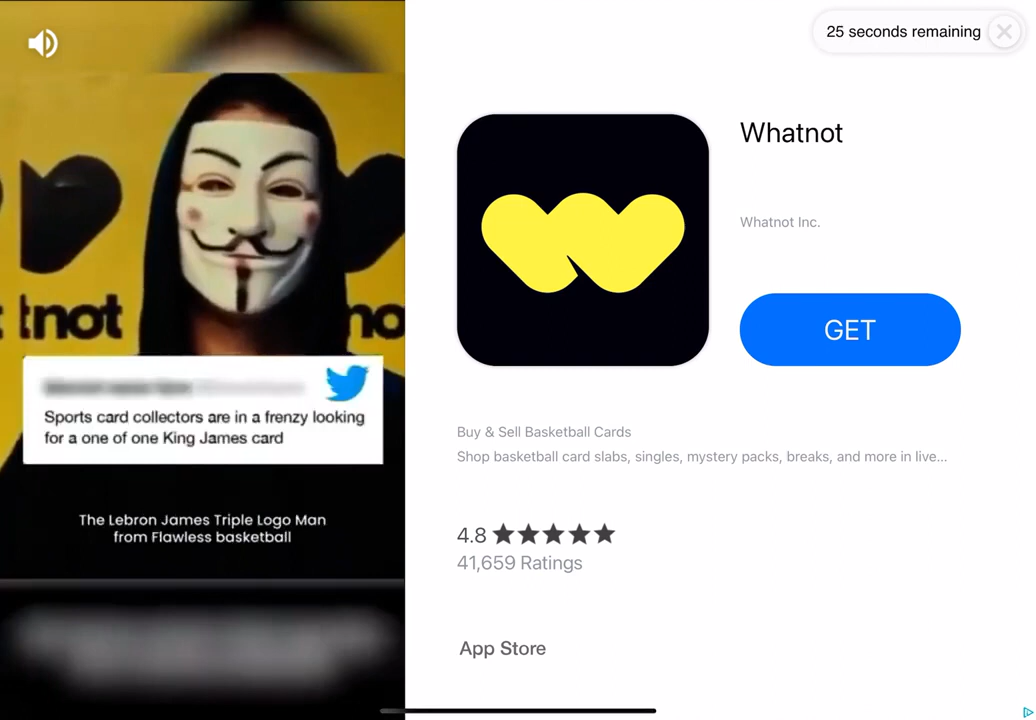 25 seconds remaining
Whatnot
Whatnot Inc.
GET
tnot
no
Sports card collectors are in a frenzy looking
for a one of one King James card
Buy & Sell Basketball Cards
Shop basketball card slabs, singles, mystery packs, breaks, and more in live...
The Lebron James Triple Logo Man
from Flawless basketball
4.8
41,659 Ratings
App Store